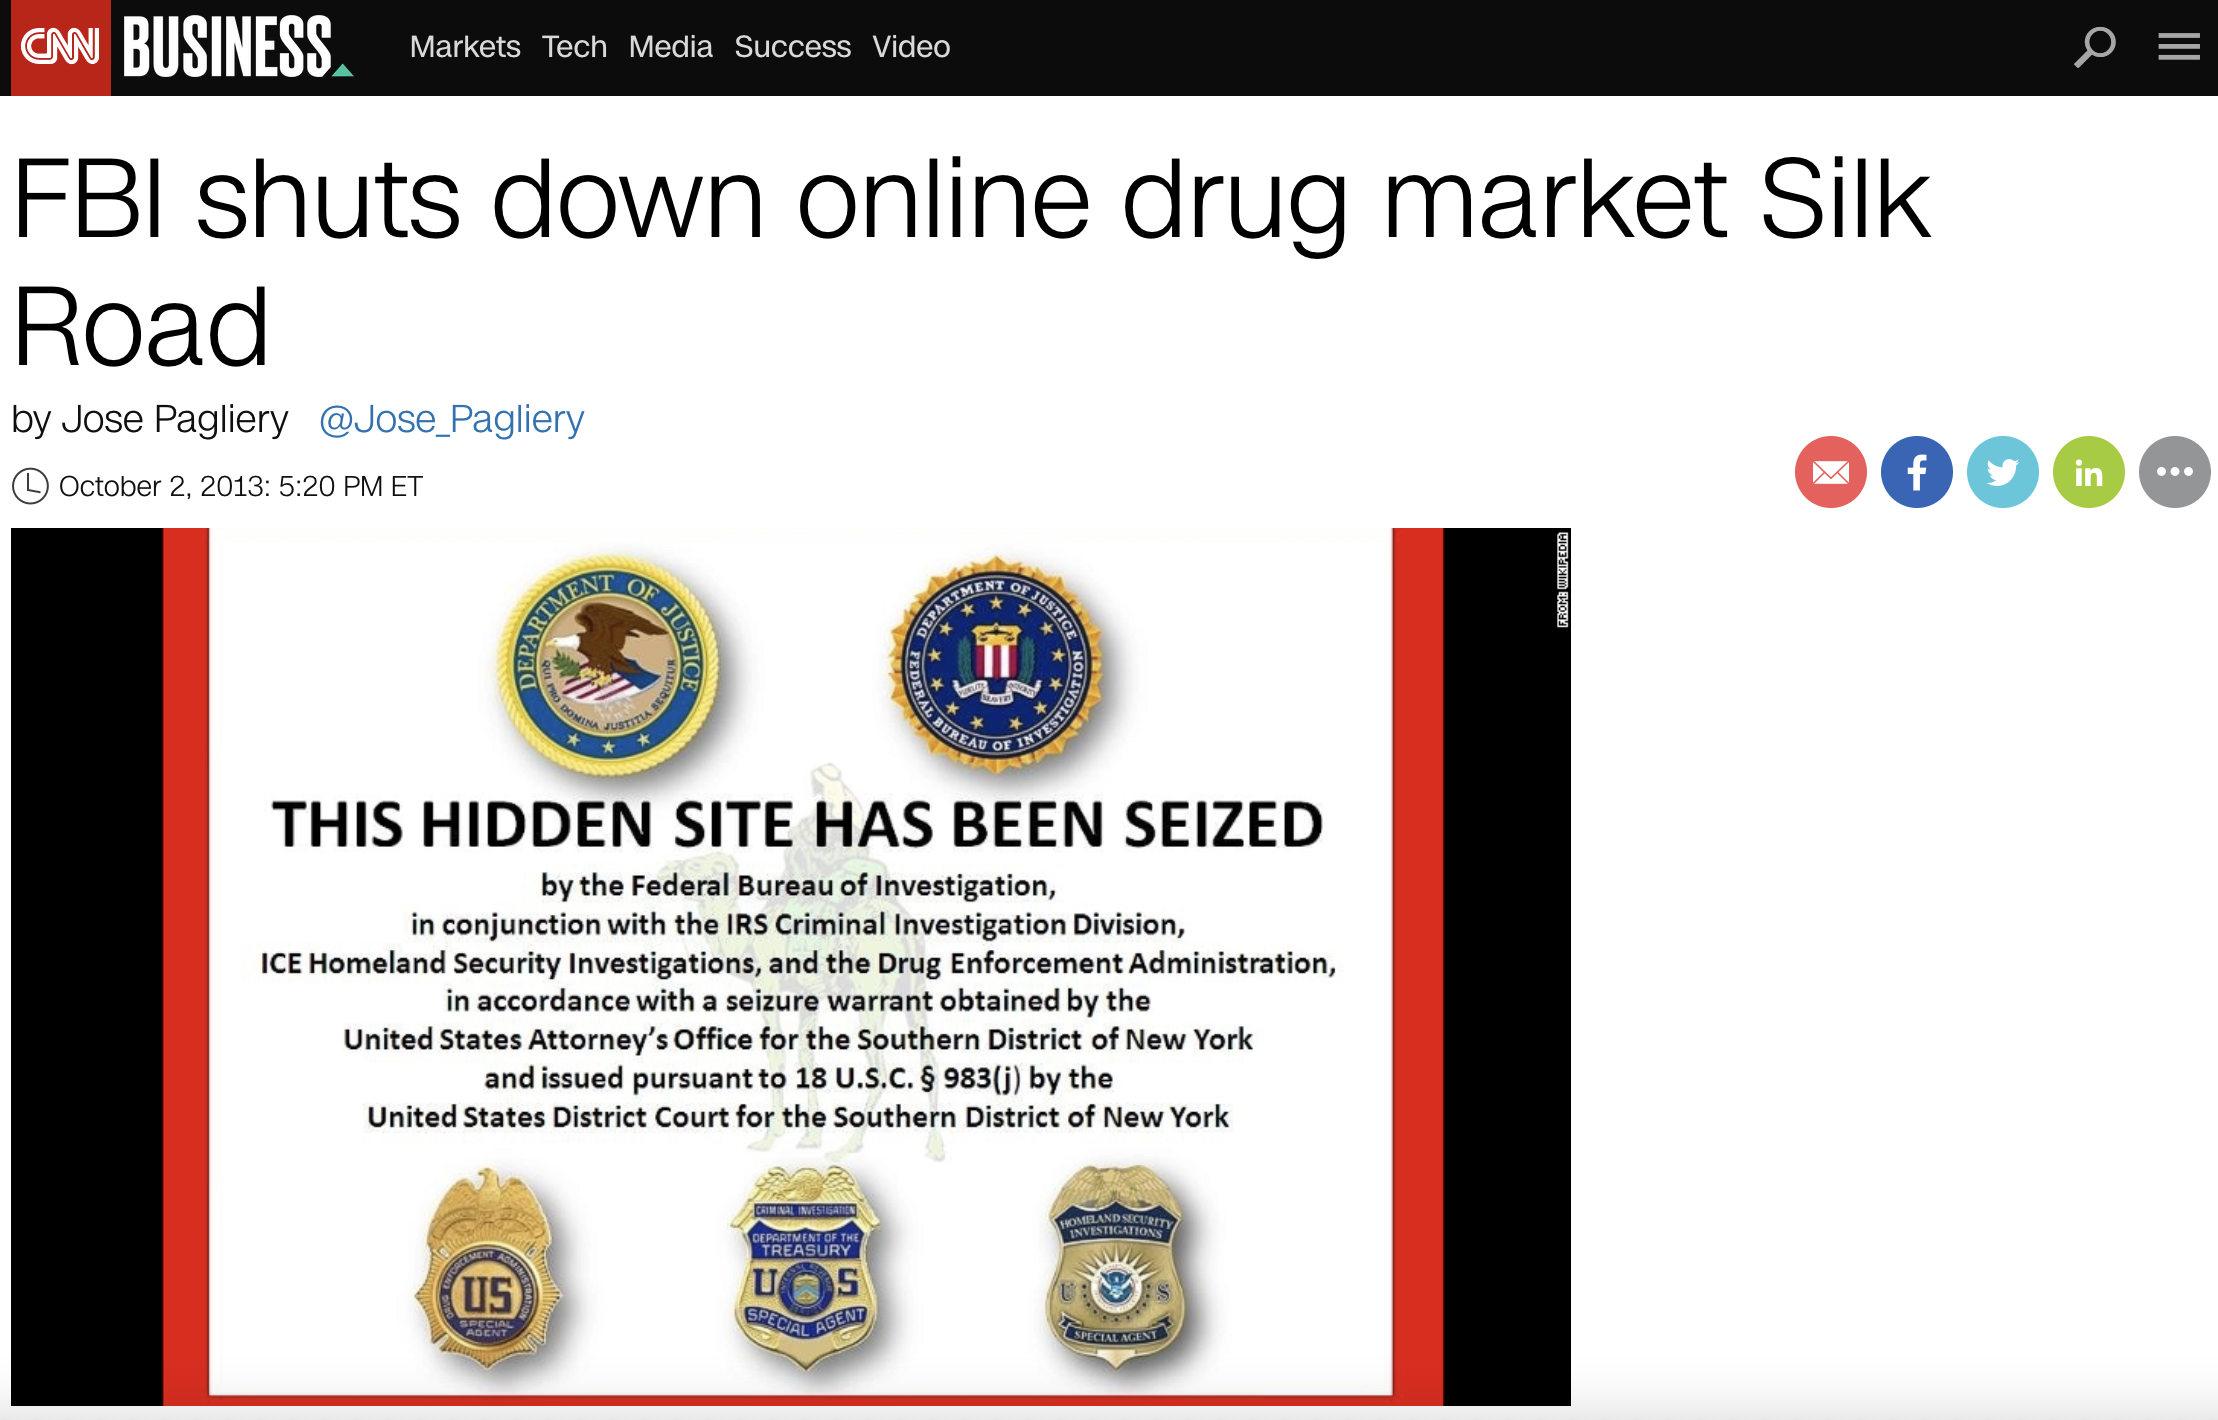 CNN BUSINESS Markets Tech Media Success Video
FBI shuts down online drug market Silk
Road
by Jose Pagliery @Jose_Pagliery
October 2, 2013: 5:20 PM ET
f in
FROM: WIKIPEDIA
DEPARTMENT OF JUSTICE
QUI PRO DOMINA JUSTITIA SEQUITUR
DEPARTMENT OF JUSTICE
FEDERAL BUREAU OF INVESTIGATION
FIDELITY BRAVERY INTEGRITY
THIS HIDDEN SITE HAS BEEN SEIZED
by the Federal Bureau of Investigation,
in conjunction with the IRS Criminal Investigation Division,
ICE Homeland Security Investigations, and the Drug Enforcement Administration,
in accordance with a seizure warrant obtained by the
United States Attorney's Office for the Southern District of New York
and issued pursuant to 18 U.S.C. § 983(j) by the
United States District Court for the Southern District of New York
DRUG ENFORCEMENT ADMINISTRATION
US
SPECIAL
AGENT
CRIMINAL INVESTIGATION
DEPARTMENT OF THE
TREASURY
U S
SPECIAL AGENT
HOMELAND SECURITY
INVESTIGATIONS
U S
SPECIAL AGENT